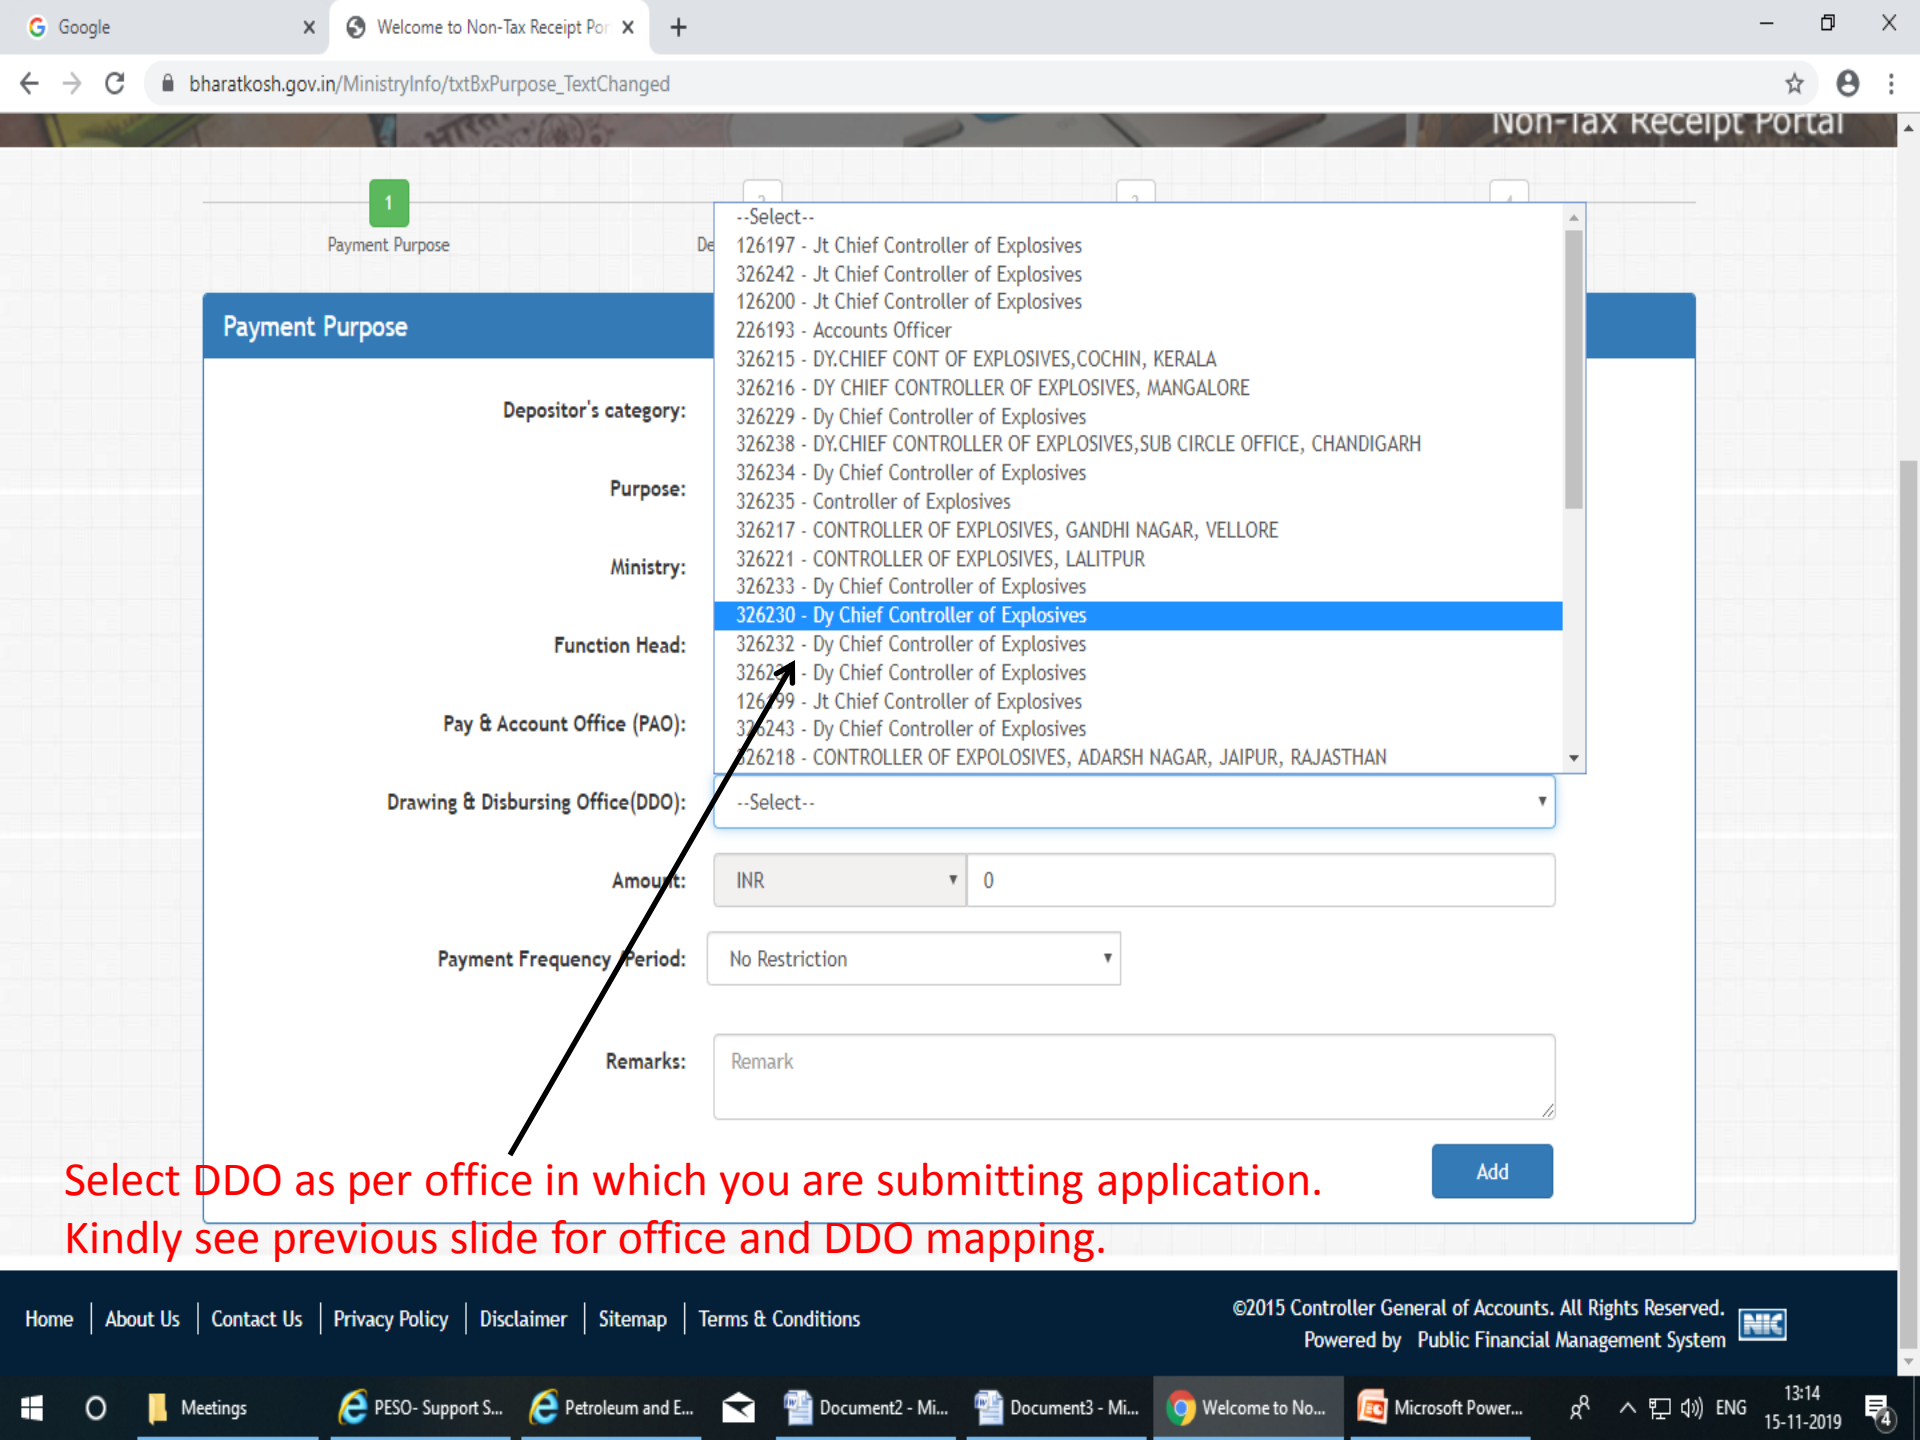 Google
Welcome to Non-Tax Receipt Por
bharatkosh.gov.in/MinistryInfo/txtBxPurpose_TextChanged
Non-Tax Receipt Portal
1
Payment Purpose
De
--Select--
126197 - Jt Chief Controller of Explosives
326242 - Jt Chief Controller of Explosives
126200 - Jt Chief Controller of Explosives
226193 - Accounts Officer
326215 - DY.CHIEF CONT OF EXPLOSIVES,COCHIN, KERALA
326216 - DY CHIEF CONTROLLER OF EXPLOSIVES, MANGALORE
326229 - Dy Chief Controller of Explosives
326238 - DY.CHIEF CONTROLLER OF EXPLOSIVES,SUB CIRCLE OFFICE, CHANDIGARH
326234 - Dy Chief Controller of Explosives
326235 - Controller of Explosives
326217 - CONTROLLER OF EXPLOSIVES, GANDHI NAGAR, VELLORE
326221 - CONTROLLER OF EXPLOSIVES, LALITPUR
326233 - Dy Chief Controller of Explosives
326230 - Dy Chief Controller of Explosives
326232 - Dy Chief Controller of Explosives
- Dy Chief Controller of Explosives
126199 - Jt Chief Controller of Explosives
326243 - Dy Chief Controller of Explosives
326218 - CONTROLLER OF EXPOLOSIVES, ADARSH NAGAR, JAIPUR, RAJASTHAN
Payment Purpose
Depositor's category:
Purpose:
Ministry:
Function Head:
Pay & Account Office (PAO):
Drawing & Disbursing Office(DDO): --Select--
Amount: INR 0
Payment Frequency /Period: No Restriction
Remarks: Remark
Add
Select DDO as per office in which you are submitting application.
Kindly see previous slide for office and DDO mapping.
Home | About Us | Contact Us | Privacy Policy | Disclaimer | Sitemap | Terms & Conditions
©2015 Controller General of Accounts. All Rights Reserved.
Powered by Public Financial Management System
NIC
Meetings
PESO- Support S...
Petroleum and E...
Document2 - Mi...
Document3 - Mi...
Welcome to No...
Microsoft Power...
ENG
13:14
15-11-2019
4